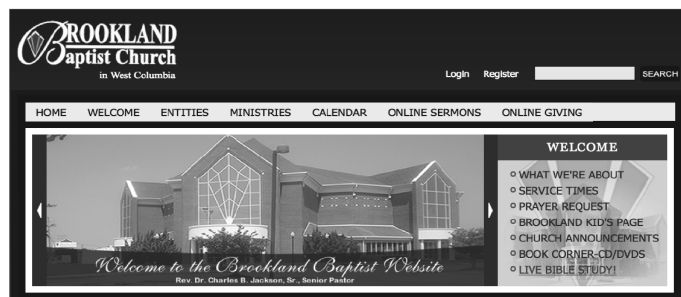 BROOKLAND
Baptist Church
in West Columbia
Login Register SEARCH
HOME WELCOME ENTITIES MINISTRIES CALENDAR ONLINE SERMONS ONLINE GIVING
WELCOME
WHAT WE'RE ABOUT
SERVICE TIMES
PRAYER REQUEST
BROOKLAND KID'S PAGE
CHURCH ANNOUNCEMENTS
BOOK CORNER-CD/DVDS
LIVE BIBLE STUDY!
Welcome to the Brookland Baptist Website
Rev. Dr. Charles B. Jackson, Sr., Senior Pastor